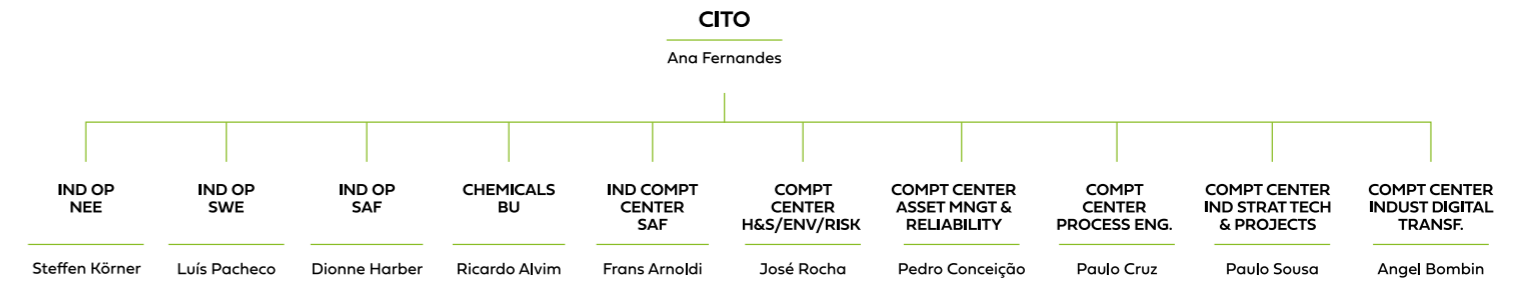 CITO
Ana Fernandes
IND OP
NEE
Steffen Körner
IND OP
SWE
Luís Pacheco
IND OP
SAF
Dionne Harber
CHEMICALS
BU
Ricardo Alvim
IND COMPT
CENTER
SAF
Frans Arnoldi
COMPT
CENTER
H&S/ENV/RISK
José Rocha
COMPT CENTER
ASSET MNGT &
RELIABILITY
Pedro Conceição
COMPT
CENTER
PROCESS ENG.
Paulo Cruz
COMPT CENTER
IND STRAT TECH
& PROJECTS
Paulo Sousa
COMPT CENTER
INDUST DIGITAL
TRANSF.
Angel Bombin